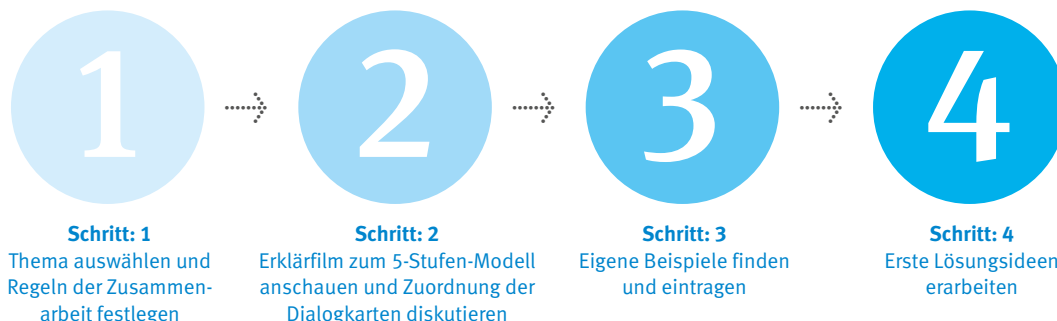 1
2
3
4
Schritt: 1
Thema auswählen und
Regeln der Zusammen-
arbeit festlegen
Schritt: 2
Erklärfilm zum 5-Stufen-Modell
anschauen und Zuordnung der
Dialogkarten diskutieren
Schritt: 3
Eigene Beispiele finden
und eintragen
Schritt: 4
Erste Lösungsideen
erarbeiten